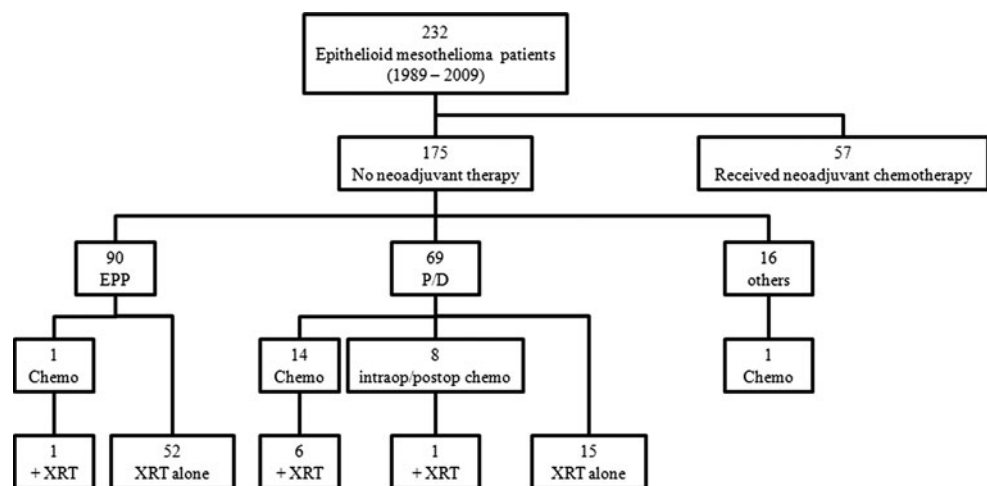 232
Epithelioid mesothelioma patients
(1989 – 2009)
175
No neoadjuvant therapy
57
Received neoadjuvant chemotherapy
90
EPP
69
P/D
16
others
1
Chemo
14
Chemo
8
intraop/postop chemo
1
Chemo
1
+ XRT
52
XRT alone
6
+ XRT
1
+ XRT
15
XRT alone